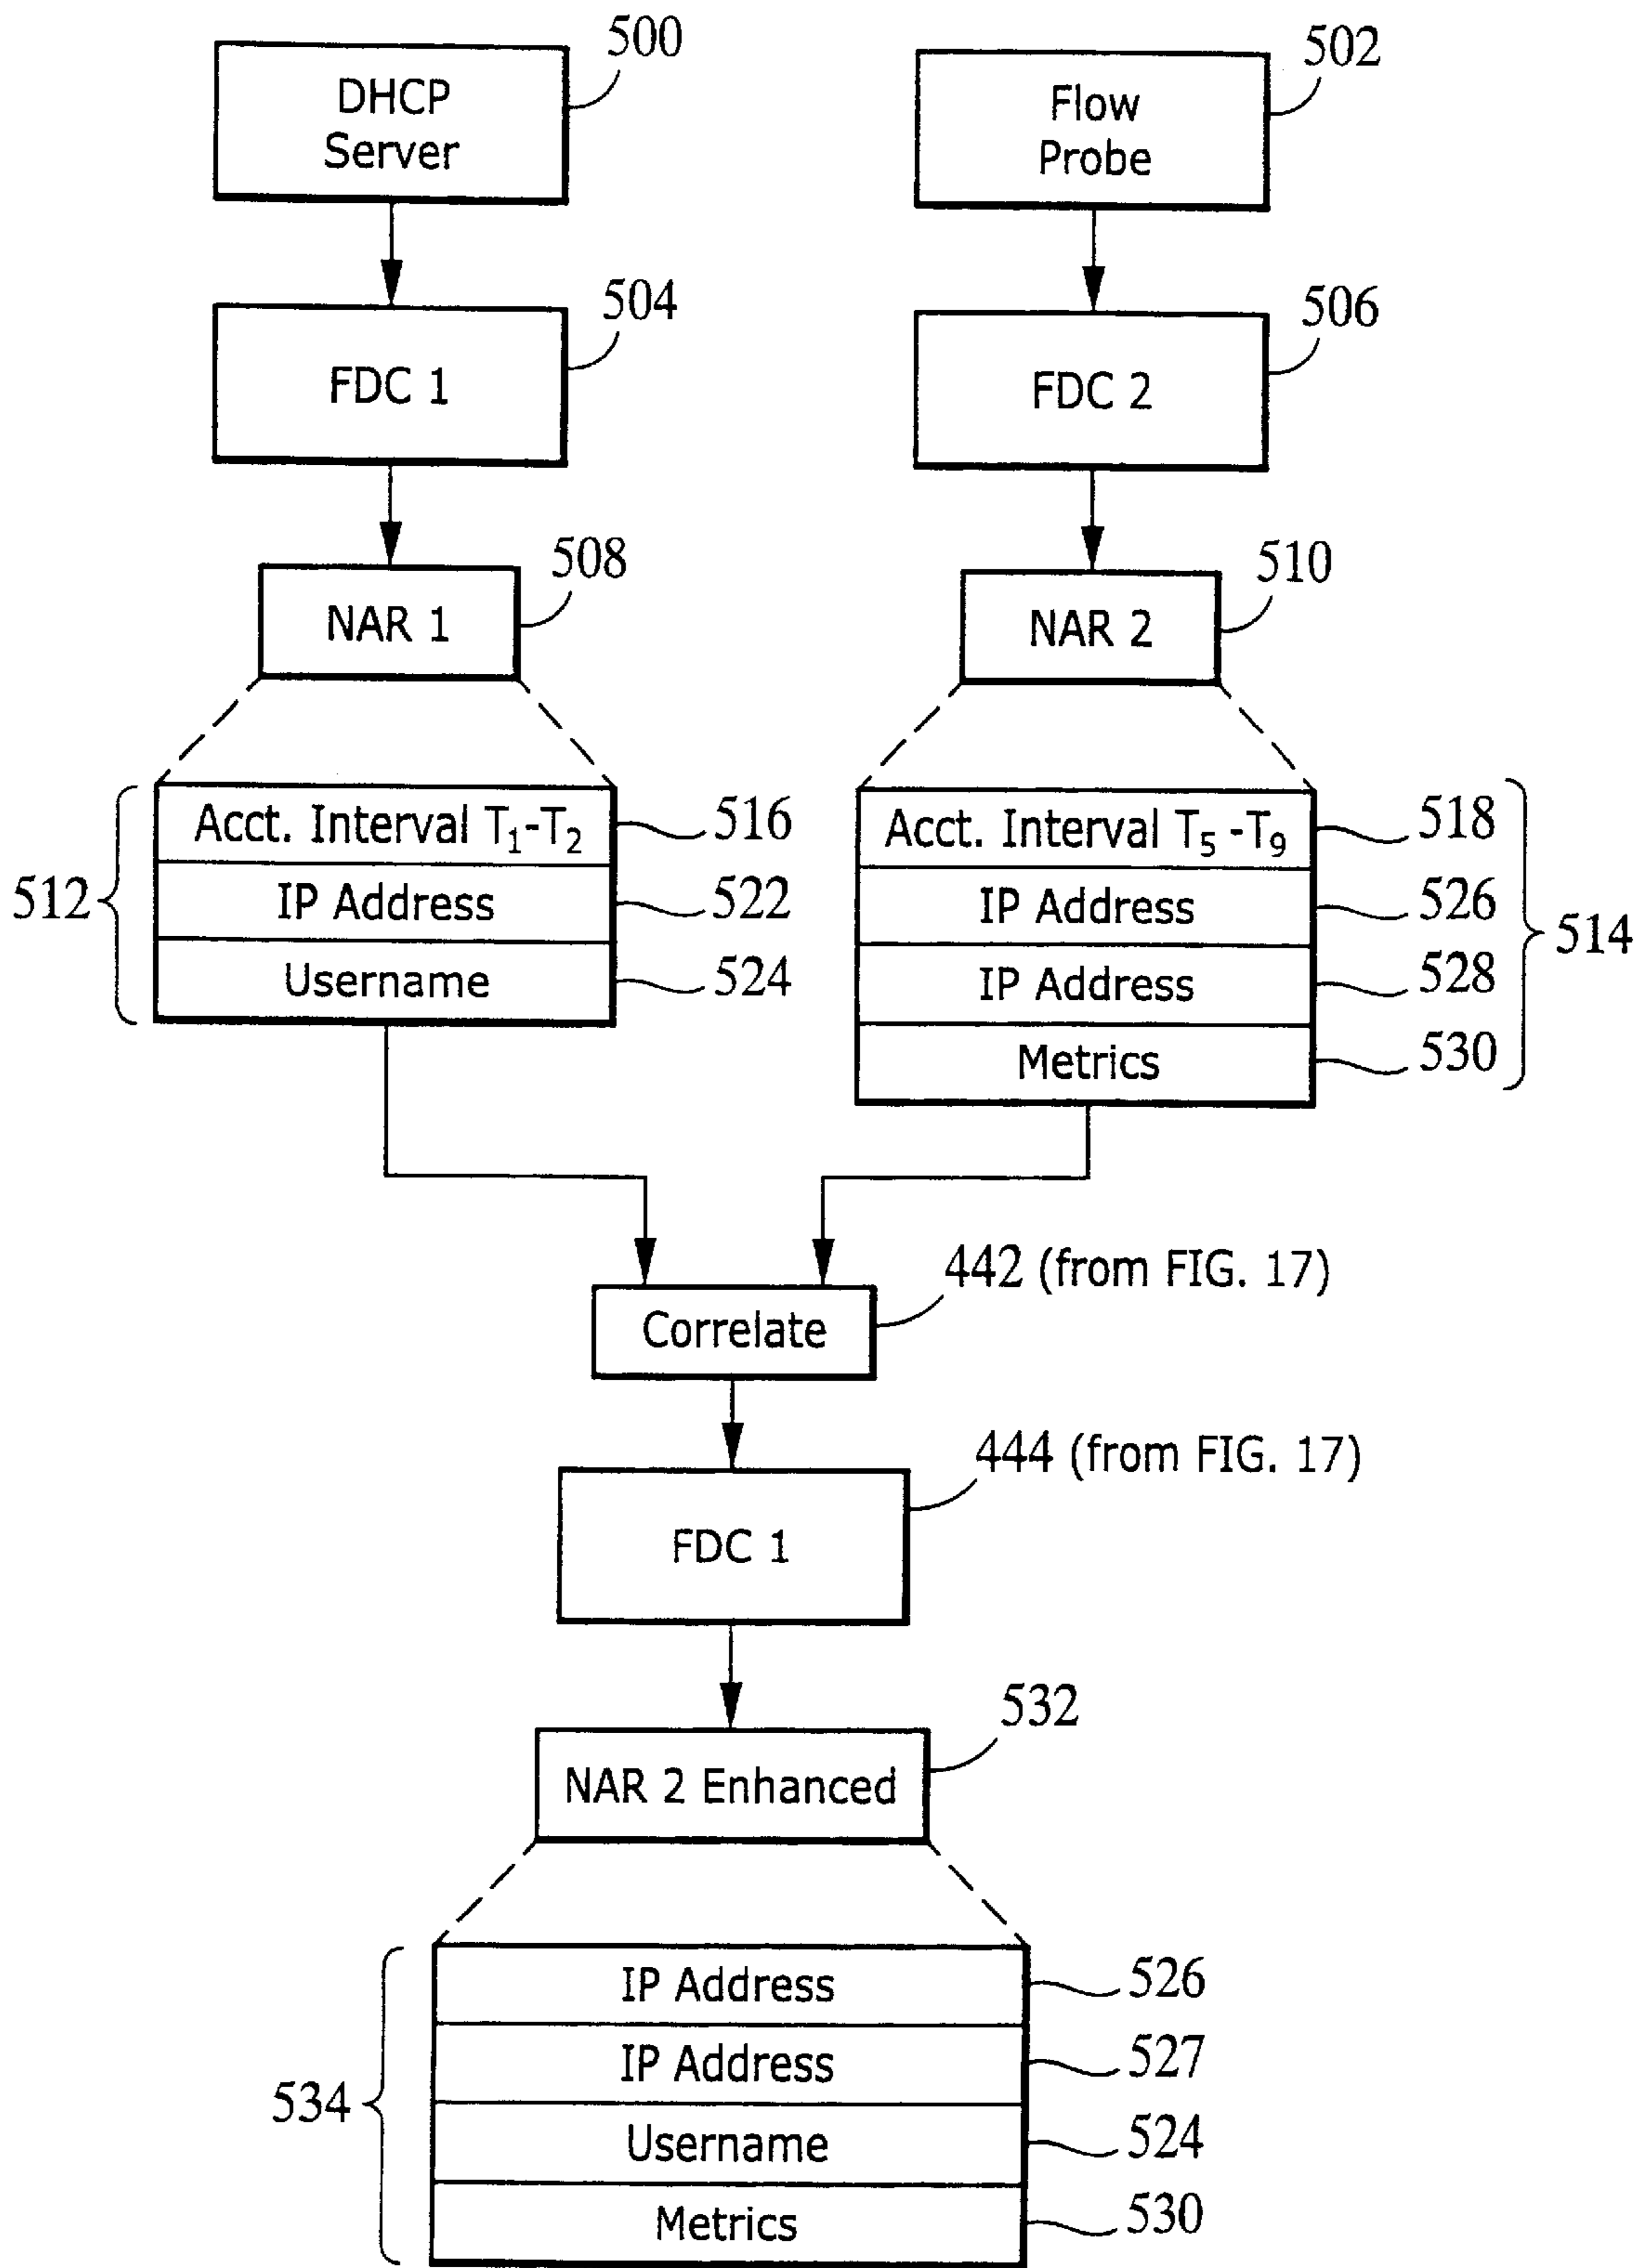 500
DHCP
Server
502
Flow
Probe
504
FDC 1
506
FDC 2
508
NAR 1
510
NAR 2
512
Acct. Interval T₁-T₂
516
IP Address
522
Username
524
Acct. Interval T₅ -T₉
518
IP Address
526
IP Address
528
Metrics
530
514
442 (from FIG. 17)
Correlate
444 (from FIG. 17)
FDC 1
532
NAR 2 Enhanced
534
IP Address
526
IP Address
527
Username
524
Metrics
530